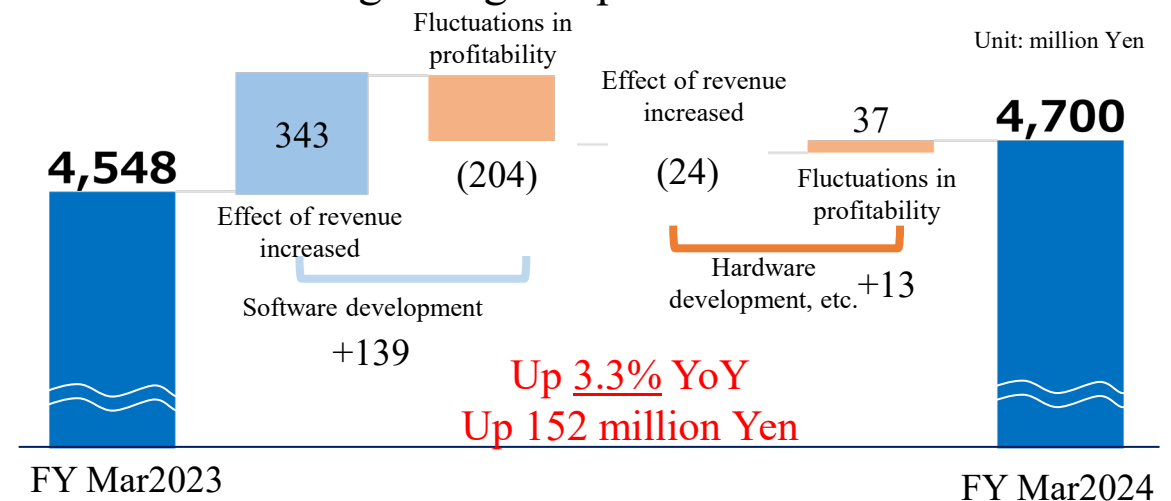 Fluctuations in
profitability
Unit: million Yen
Effect of revenue
increased
343
37
4,700
4,548
(204)
(24)
Fluctuations in
profitability
Effect of revenue
increased
Hardware
development, etc.
+13
Software development
+139
Up 3.3% YoY
Up 152 million Yen
FY Mar2023
FY Mar2024